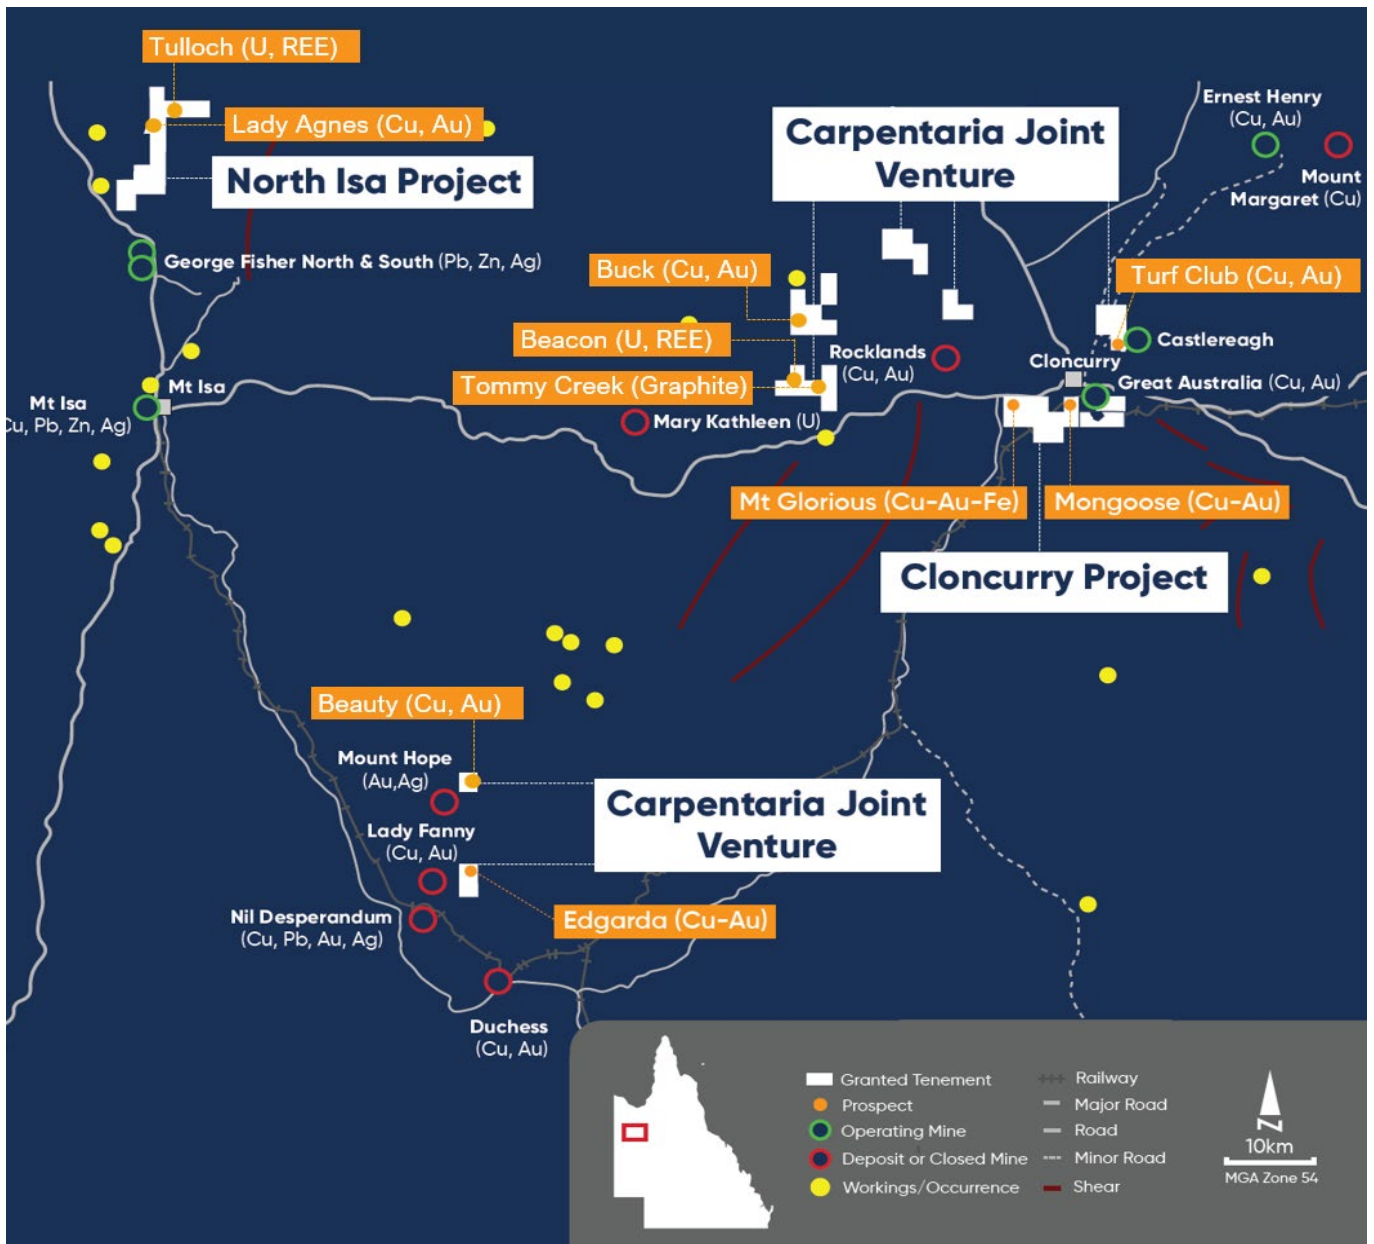 Tulloch (U, REE)
Lady Agnes (Cu, Au)
North Isa Project
George Fisher North & South (Pb, Zn, Ag)
Mt Isa
Mt Isa
Cu, Pb, Zn, Ag)
Carpentaria Joint
Venture
Ernest Henry
(Cu, Au)
Mount
Margaret (Cu)
Buck (Cu, Au)
Turf Club (Cu, Au)
Beacon (U, REE)
Rocklands
(Cu, Au)
Castlereagh
Cloncurry
Tommy Creek (Graphite)
Great Australia (Cu, Au)
Mary Kathleen (U)
Mt Glorious (Cu-Au-Fe)
Mongoose (Cu-Au)
Cloncurry Project
Beauty (Cu, Au)
Mount Hope
(Au,Ag)
Carpentaria Joint
Venture
Lady Fanny
(Cu, Au)
Nil Desperandum
(Cu, Pb, Au, Ag)
Edgarda (Cu-Au)
Duchess
(Cu, Au)
Granted Tenement
Prospect
Operating Mine
Deposit or Closed Mine
Workings/Occurrence
Railway
Major Road
Road
Minor Road
Shear
N
10km
MGA Zone 54